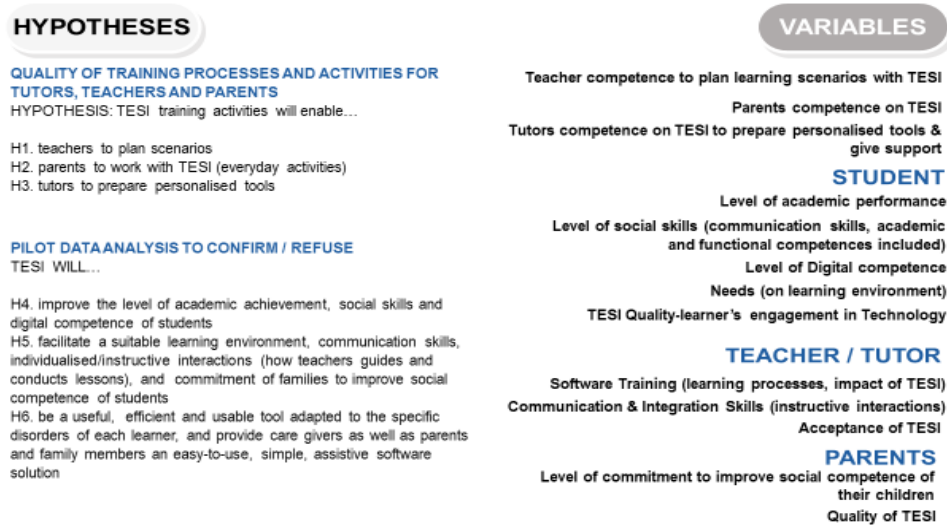 HYPOTHESES
QUALITY OF TRAINING PROCESSES AND ACTIVITIES FOR
TUTORS, TEACHERS AND PARENTS
HYPOTHESIS: TESI training activities will enable…
H1. teachers to plan scenarios
H2. parents to work with TESI (everyday activities)
H3. tutors to prepare personalised tools
PILOT DATA ANALYSIS TO CONFIRM / REFUSE
TESI WILL…
H4. improve the level of academic achievement, social skills and
digital competence of students
H5. facilitate a suitable learning environment, communication skills,
individualised/instructive interactions (how teachers guides and
conducts lessons), and commitment of families to improve social
competence of students
H6. be a useful, efficient and usable tool adapted to the specific
disorders of each learner, and provide care givers as well as parents
and family members an easy-to-use, simple, assistive software
solution
VARIABLES
Teacher competence to plan learning scenarios with TESI
Parents competence on TESI
Tutors competence on TESI to prepare personalised tools &
give support
STUDENT
Level of academic performance
Level of social skills (communication skills, academic
and functional competences included)
Level of Digital competence
Needs (on learning environment)
TESI Quality-learner's engagement in Technology
TEACHER / TUTOR
Software Training (learning processes, impact of TESI)
Communication & Integration Skills (instructive interactions)
Acceptance of TESI
PARENTS
Level of commitment to improve social competence of
their children
Quality of TESI